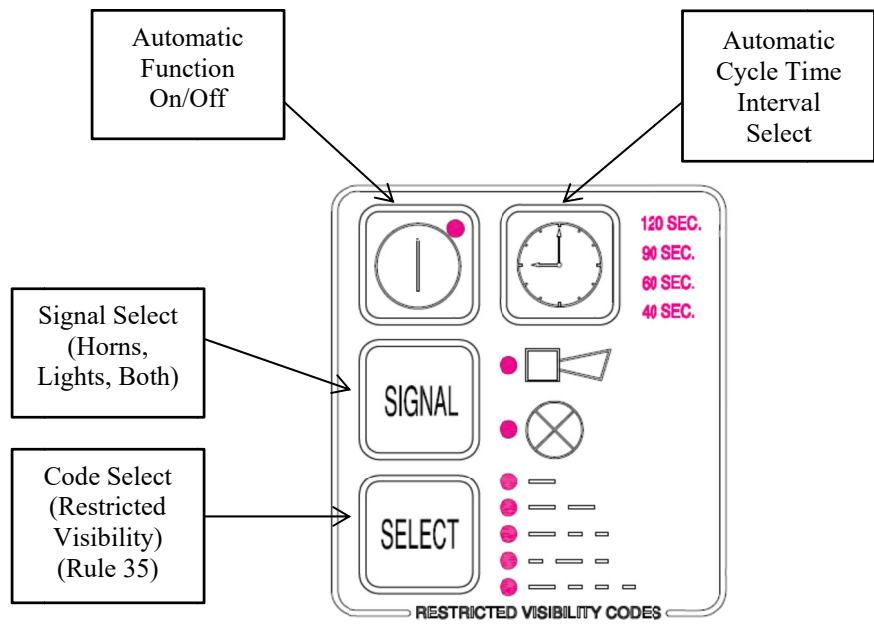 Automatic
Function
On/Off
Automatic
Cycle Time
Interval
Select
120 SEC.
90 SEC.
60 SEC.
40 SEC.
Signal Select
(Horns,
Lights, Both)
SIGNAL
Code Select
(Restricted
Visibility)
(Rule 35)
SELECT
RESTRICTED VISIBILITY CODES